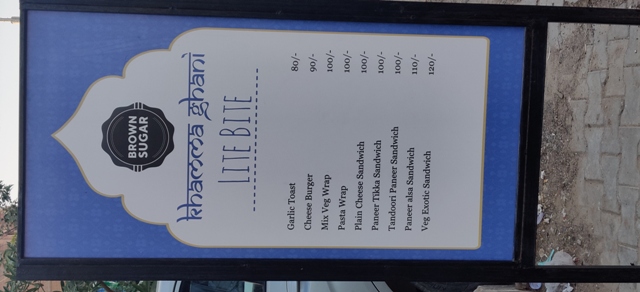 BROWN
SUGAR
khamma ghani
LITE BITE
Garlic Toast 80/-
Cheese Burger 90/-
Mix Veg Wrap 100/-
Pasta Wrap 100/-
Plain Cheese Sandwich 100/-
Paneer Tikka Sandwich 100/-
Tandoori Paneer Sandwich 100/-
Paneer alsa Sandwich 110/-
Veg Exotic Sandwich 120/-